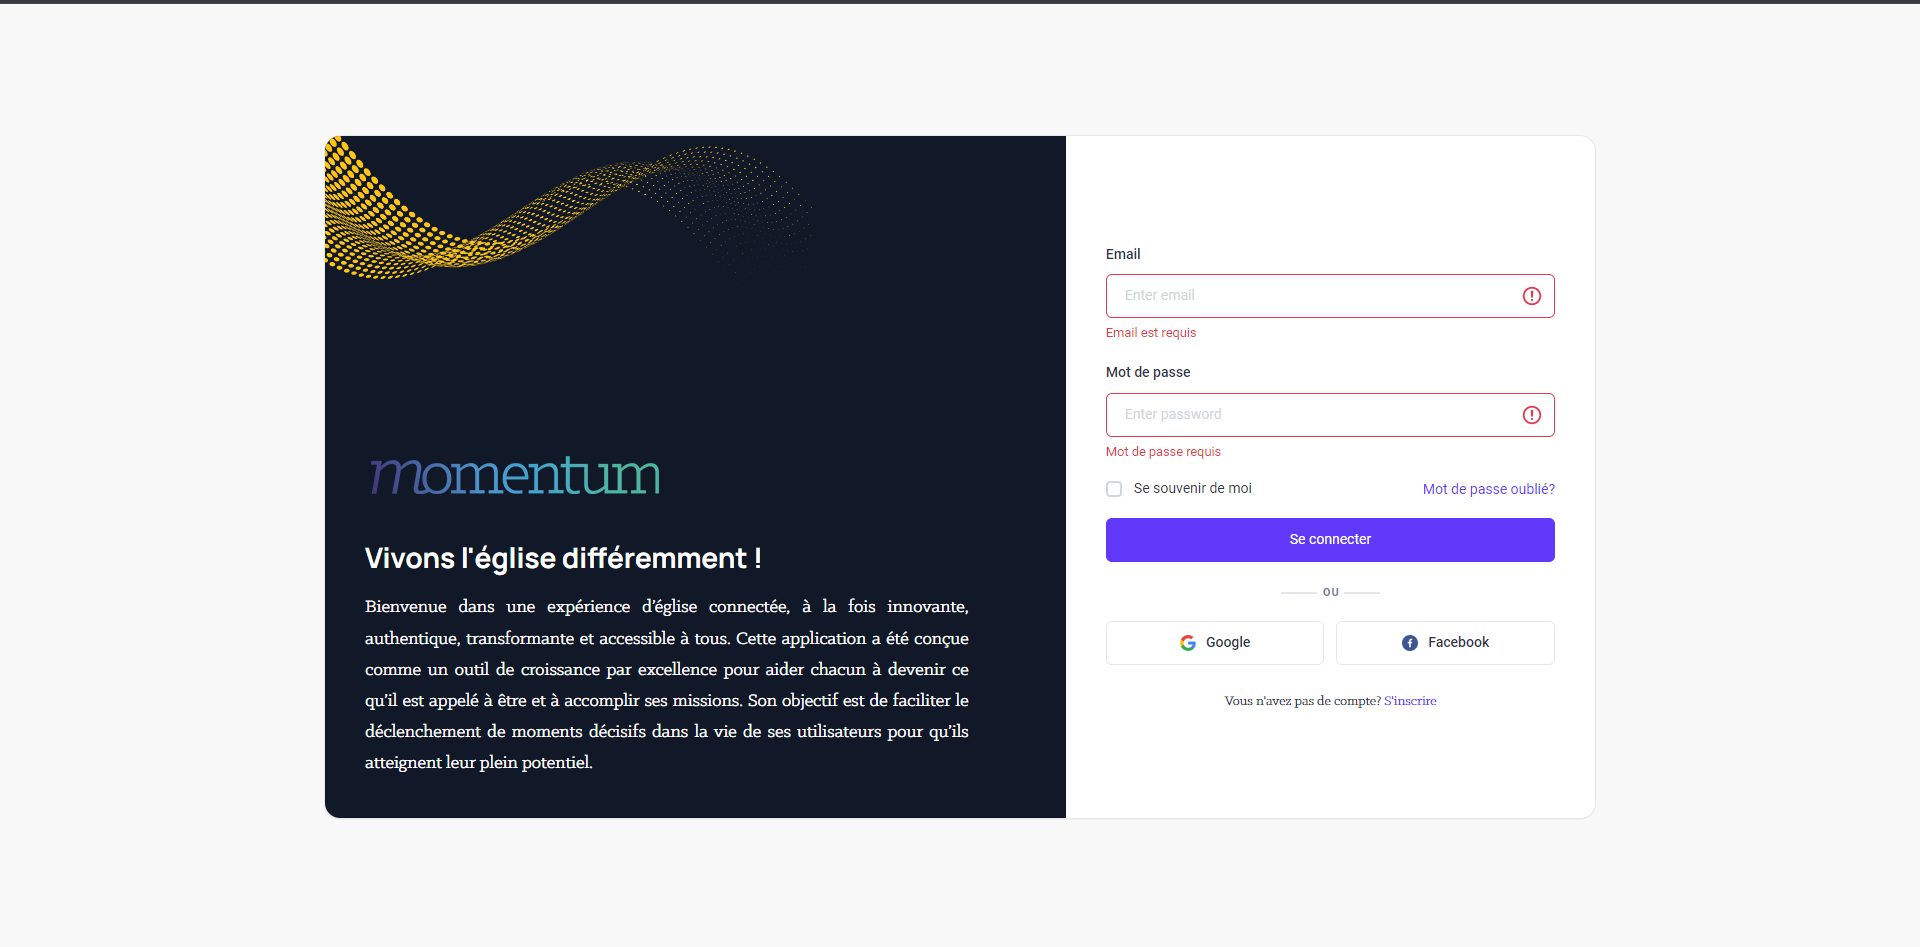 momentum
Vivons l'église différemment !
Bienvenue dans une expérience d’église connectée, à la fois innovante,
authentique, transformante et accessible à tous. Cette application a été conçue
comme un outil de croissance par excellence pour aider chacun à devenir ce
qu’il est appelé à être et à accomplir ses missions. Son objectif est de faciliter le
déclenchement de moments décisifs dans la vie de ses utilisateurs pour qu’ils
atteignent leur plein potentiel.
Email
Enter email
Email est requis
Mot de passe
Enter password
Mot de passe requis
Se souvenir de moi
Mot de passe oublié?
Se connecter
OU
Google
Facebook
Vous n'avez pas de compte? S'inscrire